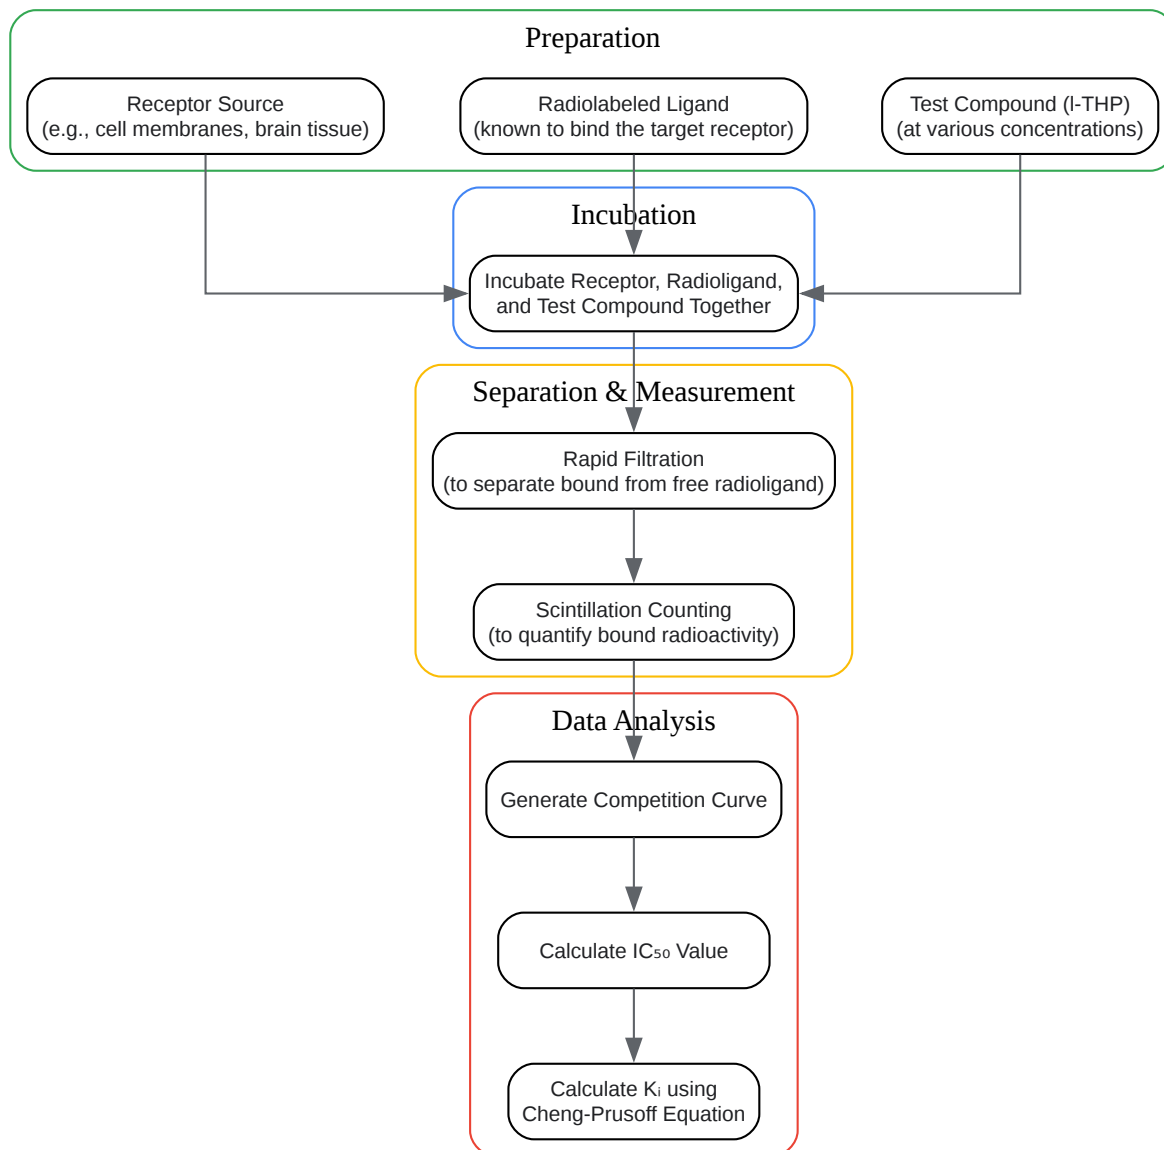 Preparation
Receptor Source
(e.g., cell membranes, brain tissue)
Radiolabeled Ligand
(known to bind the target receptor)
Test Compound (l-THP)
(at various concentrations)
Incubation
Incubate Receptor, Radioligand,
and Test Compound Together
Separation & Measurement
Rapid Filtration
(to separate bound from free radioligand)
Scintillation Counting
(to quantify bound radioactivity)
Data Analysis
Generate Competition Curve
Calculate IC₅₀ Value
Calculate Kᵢ using
Cheng-Prusoff Equation